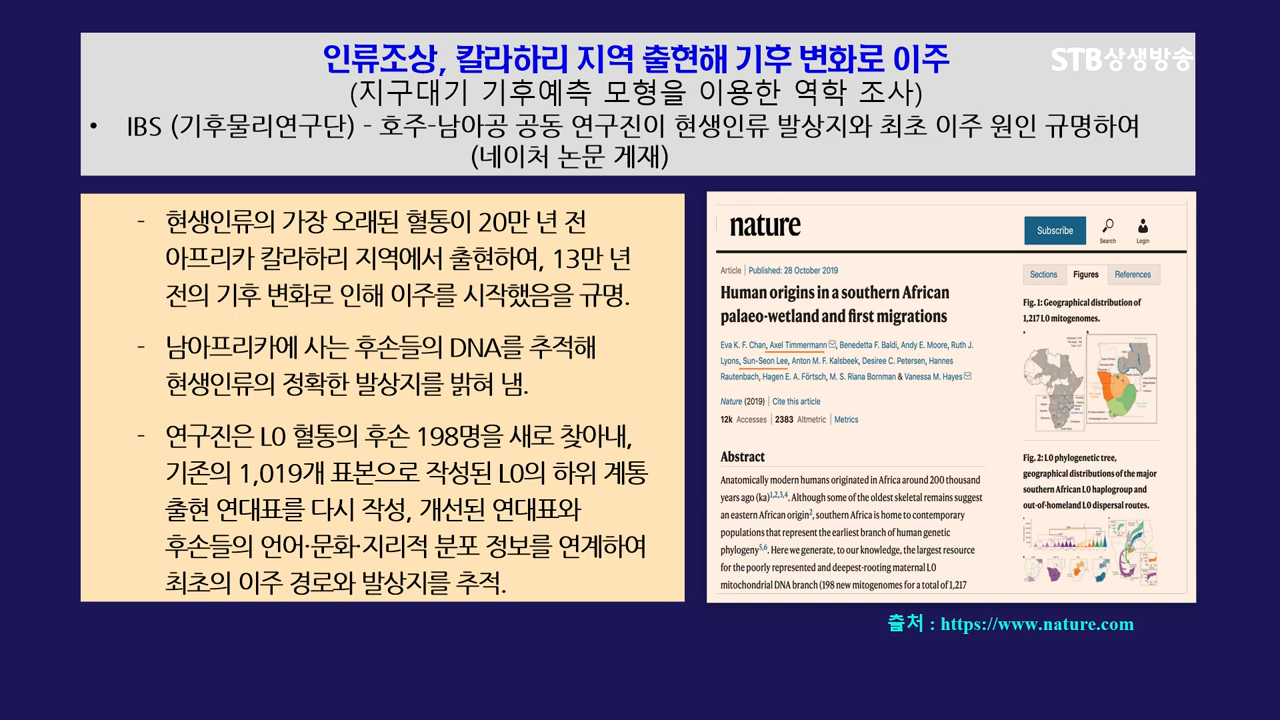 인류조상, 칼라하리 지역 출현해 기후 변화로 이주
STB상생방송
(지구대기 기후예측 모형을 이용한 역학 조사)
• IBS (기후물리연구단) - 호주-남아공 공동 연구진이 현생인류 발상지와 최초 이주 원인 규명하여
(네이처 논문 게재)
- 현생인류의 가장 오래된 혈통이 20만 년 전
아프리카 칼라하리 지역에서 출현하여, 13만 년
전의 기후 변화로 인해 이주를 시작했음을 규명.
- 남아프리카에 사는 후손들의 DNA를 추적해
현생인류의 정확한 발상지를 밝혀 냄.
- 연구진은 L0 혈통의 후손 198명을 새로 찾아내,
기존의 1,019개 표본으로 작성된 L0의 하위 계통
출현 연대표를 다시 작성, 개선된 연대표와
후손들의 언어·문화·지리적 분포 정보를 연계하여
최초의 이주 경로와 발상지를 추적.
nature
Subscribe
Search
Login
Article | Published: 28 October 2019
Human origins in a southern African
palaeo-wetland and first migrations
Eva K. F. Chan, Axel Timmermann, Benedetta F. Baldi, Andy E. Moore, Ruth J.
Lyons, Sun-Seon Lee, Anton M. F. Kalsbeek, Desiree C. Petersen, Hannes
Rautenbach, Hagen E. A. Förtsch, M. S. Riana Bornman & Vanessa M. Hayes
Nature (2019) | Cite this article
12k Accesses | 2383 Altmetric | Metrics
Abstract
Anatomically modern humans originated in Africa around 200 thousand
years ago (ka)1,2,3,4. Although some of the oldest skeletal remains suggest
an eastern African origin2, southern Africa is home to contemporary
populations that represent the earliest branch of human genetic
phylogeny5,6. Here we generate, to our knowledge, the largest resource
for the poorly represented and deepest-rooting maternal L0
mitochondrial DNA branch (198 new mitogenomes for a total of 1,217
Sections Figures References
Fig. 1: Geographical distribution of
1,217 L0 mitogenomes.
Fig. 2: L0 phylogenetic tree,
geographical distributions of the major
southern African L0 haplogroup and
out-of-homeland L0 dispersal routes.
출처 : https://www.nature.com